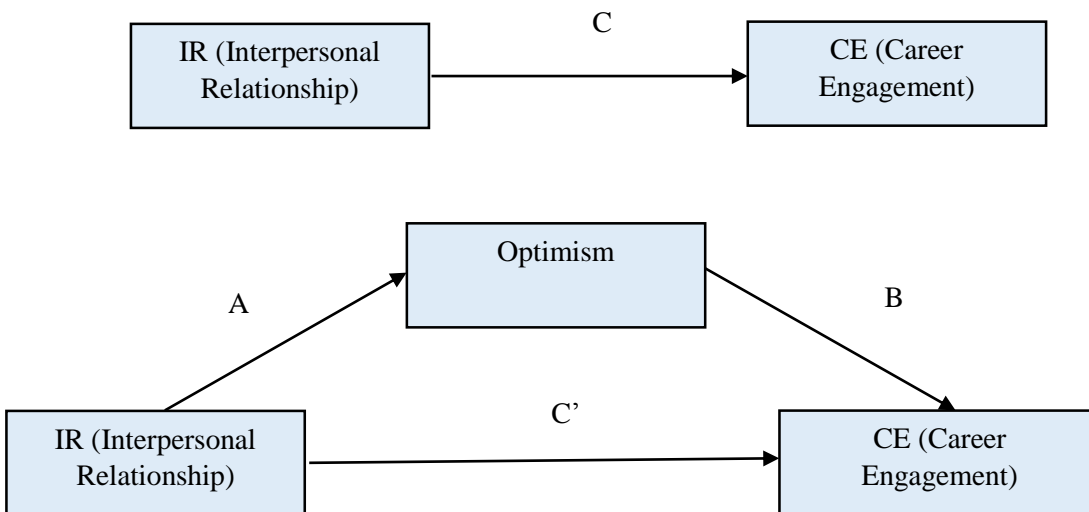 C
IR (Interpersonal
Relationship)
CE (Career
Engagement)
Optimism
A
B
C’
IR (Interpersonal
Relationship)
CE (Career
Engagement)